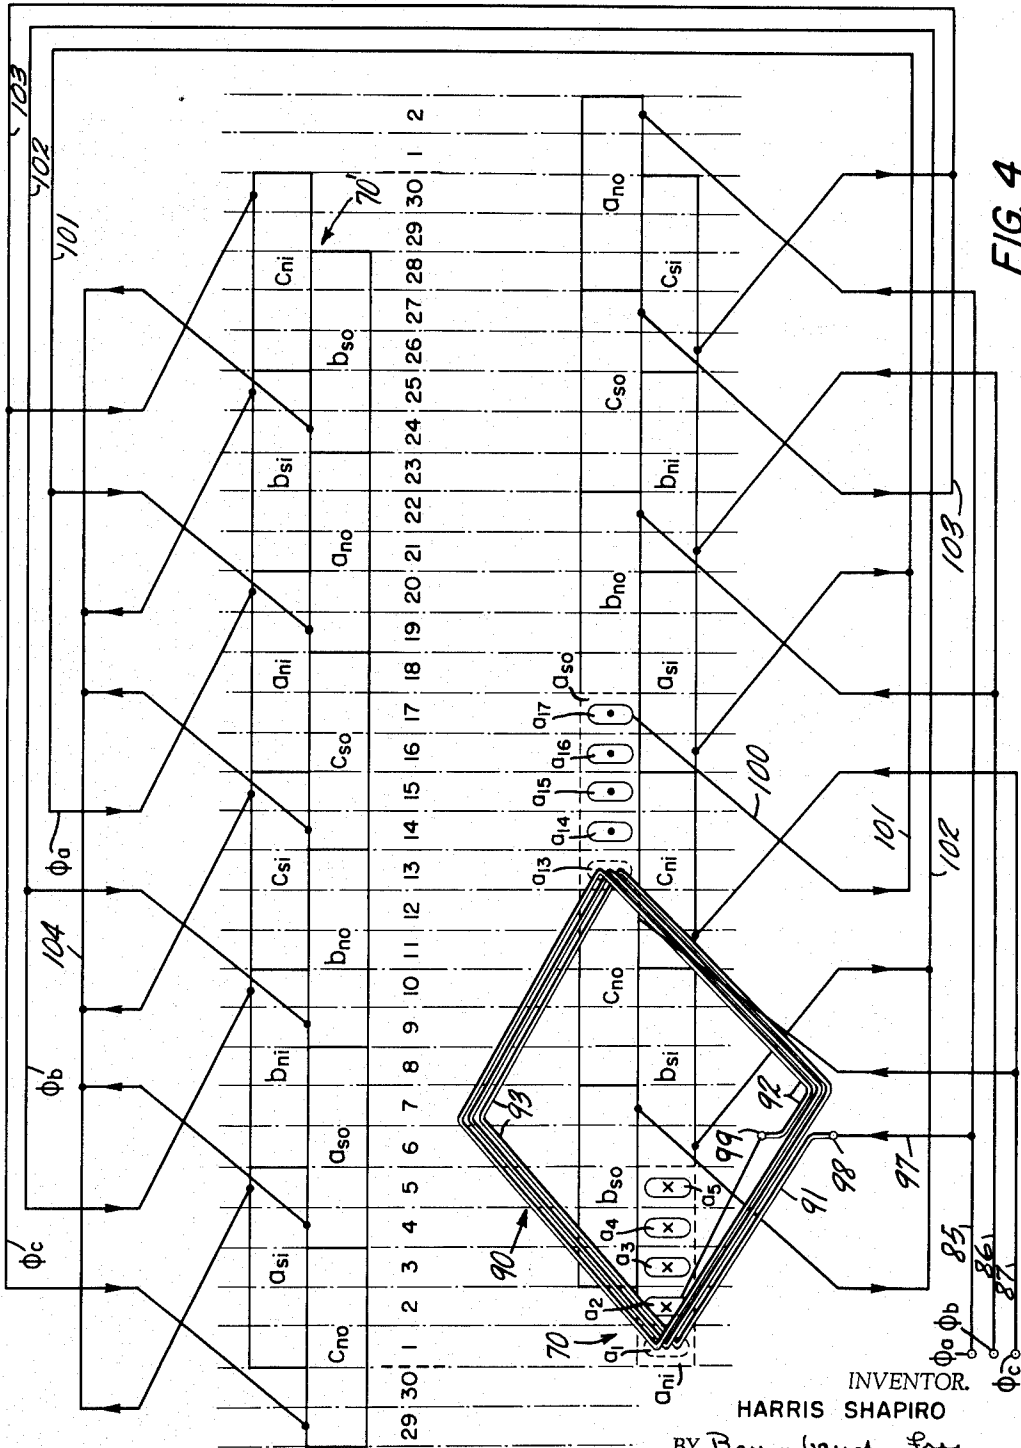 103
102
101
70'
2
1
30
29
28
27
26
25
24
23
22
21
20
19
18
17
16
15
14
13
12
11
10
9
8
7
6
5
4
3
2
1
30
29
Cni
bso
bsi
ano
ani
Cso
Csi
bno
bni
aso
asi
Cno
104
Φa
Φb
Φc
ano
Csi
Cso
bni
bno
asi
aso
a17
a16
a15
a14
a13
Cni
Cno
bsi
bso
a5
a4
a3
a2
a1
ani
70
90
93
92
91
99
98
97
100
101
102
103
85
86
87
Φa
Φb
Φc
FIG. 4
INVENTOR.
HARRIS SHAPIRO
BY